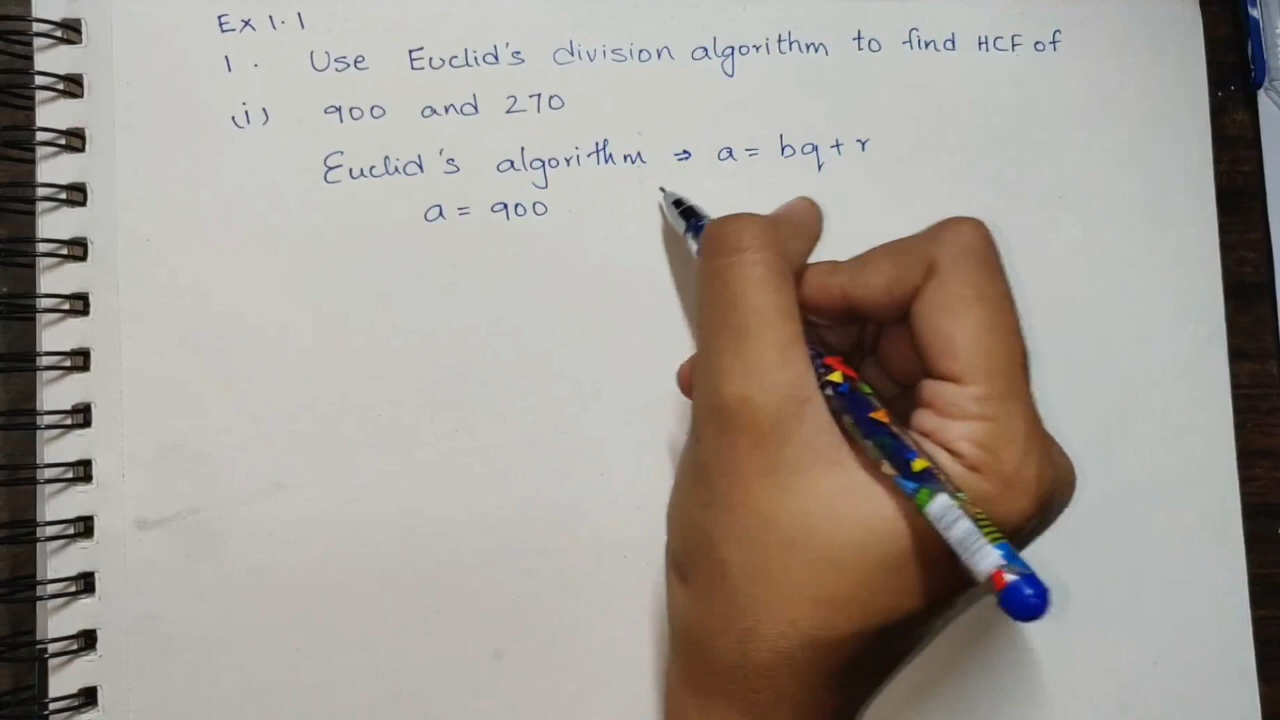 Ex 1.1
1. Use Euclid's division algorithm to find HCF of
(i) 900 and 270
Euclid's algorithm ⇒ a = bq + r
a = 900